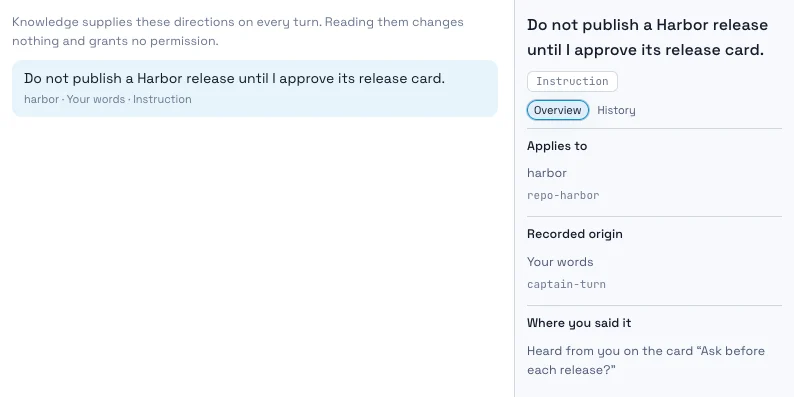 Knowledge supplies these directions on every turn. Reading them changes
nothing and grants no permission.
Do not publish a Harbor release until I approve its release card.
harbor · Your words · Instruction
Do not publish a Harbor release
until I approve its release card.
Instruction
Overview History
Applies to
harbor
repo-harbor
Recorded origin
Your words
captain-turn
Where you said it
Heard from you on the card “Ask before
each release?”